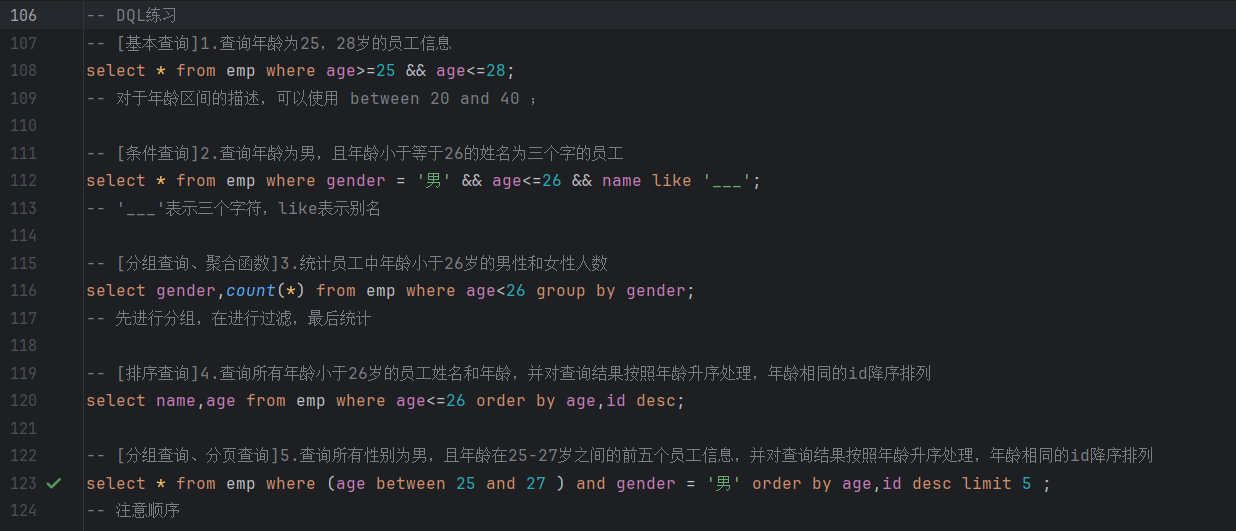 106 -- DQL练习
107 -- [基本查询]1.查询年龄为25，28岁的员工信息
108 select * from emp where age>=25 && age<=28;
109 -- 对于年龄区间的描述，可以使用 between 20 and 40 ;
110
111 -- [条件查询]2.查询年龄为男，且年龄小于等于26的姓名为三个字的员工
112 select * from emp where gender = '男' && age<=26 && name like '___';
113 -- '___'表示三个字符，like表示别名
114
115 -- [分组查询、聚合函数]3.统计员工中年龄小于26岁的男性和女性人数
116 select gender,count(*) from emp where age<26 group by gender;
117 -- 先进行分组，在进行过滤，最后统计
118
119 -- [排序查询]4.查询所有年龄小于26岁的员工姓名和年龄，并对查询结果按照年龄升序处理，年龄相同的id降序排列
120 select name,age from emp where age<=26 order by age,id desc;
121
122 -- [分组查询、分页查询]5.查询所有性别为男，且年龄在25-27岁之间的前五个员工信息，并对查询结果按照年龄升序处理，年龄相同的id降序排列
123 select * from emp where (age between 25 and 27 ) and gender = '男' order by age,id desc limit 5 ;
124 -- 注意顺序